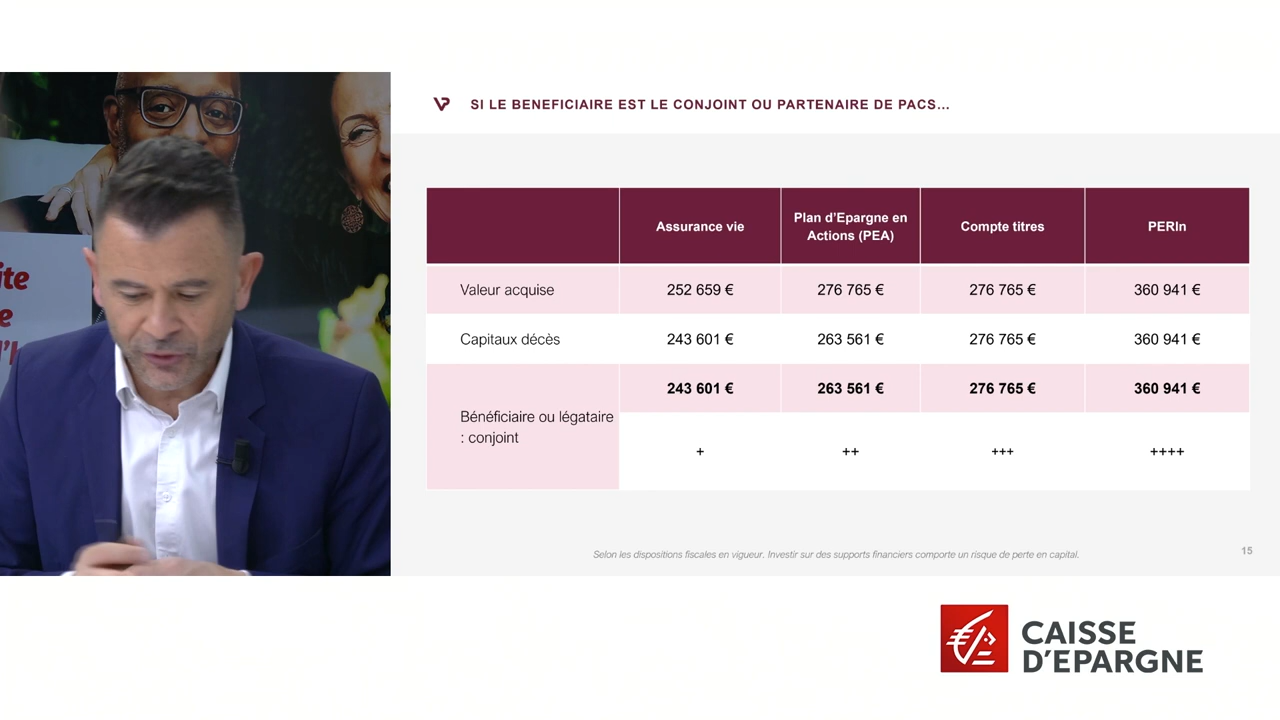 SI LE BENEFICIAIRE EST LE CONJOINT OU PARTENAIRE DE PACS...
Assurance vie
Plan d'Epargne en
Actions (PEA)
Compte titres
PERIn
Valeur acquise 252 659 € 276 765 € 276 765 € 360 941 €
Capitaux décès 243 601 € 263 561 € 276 765 € 360 941 €
243 601 € 263 561 € 276 765 € 360 941 €
Bénéficiaire ou légataire
: conjoint
+ ++ +++ ++++
Selon les dispositions fiscales en vigueur. Investir sur des supports financiers comporte un risque de perte en capital.
15
CAISSE
D'EPARGNE